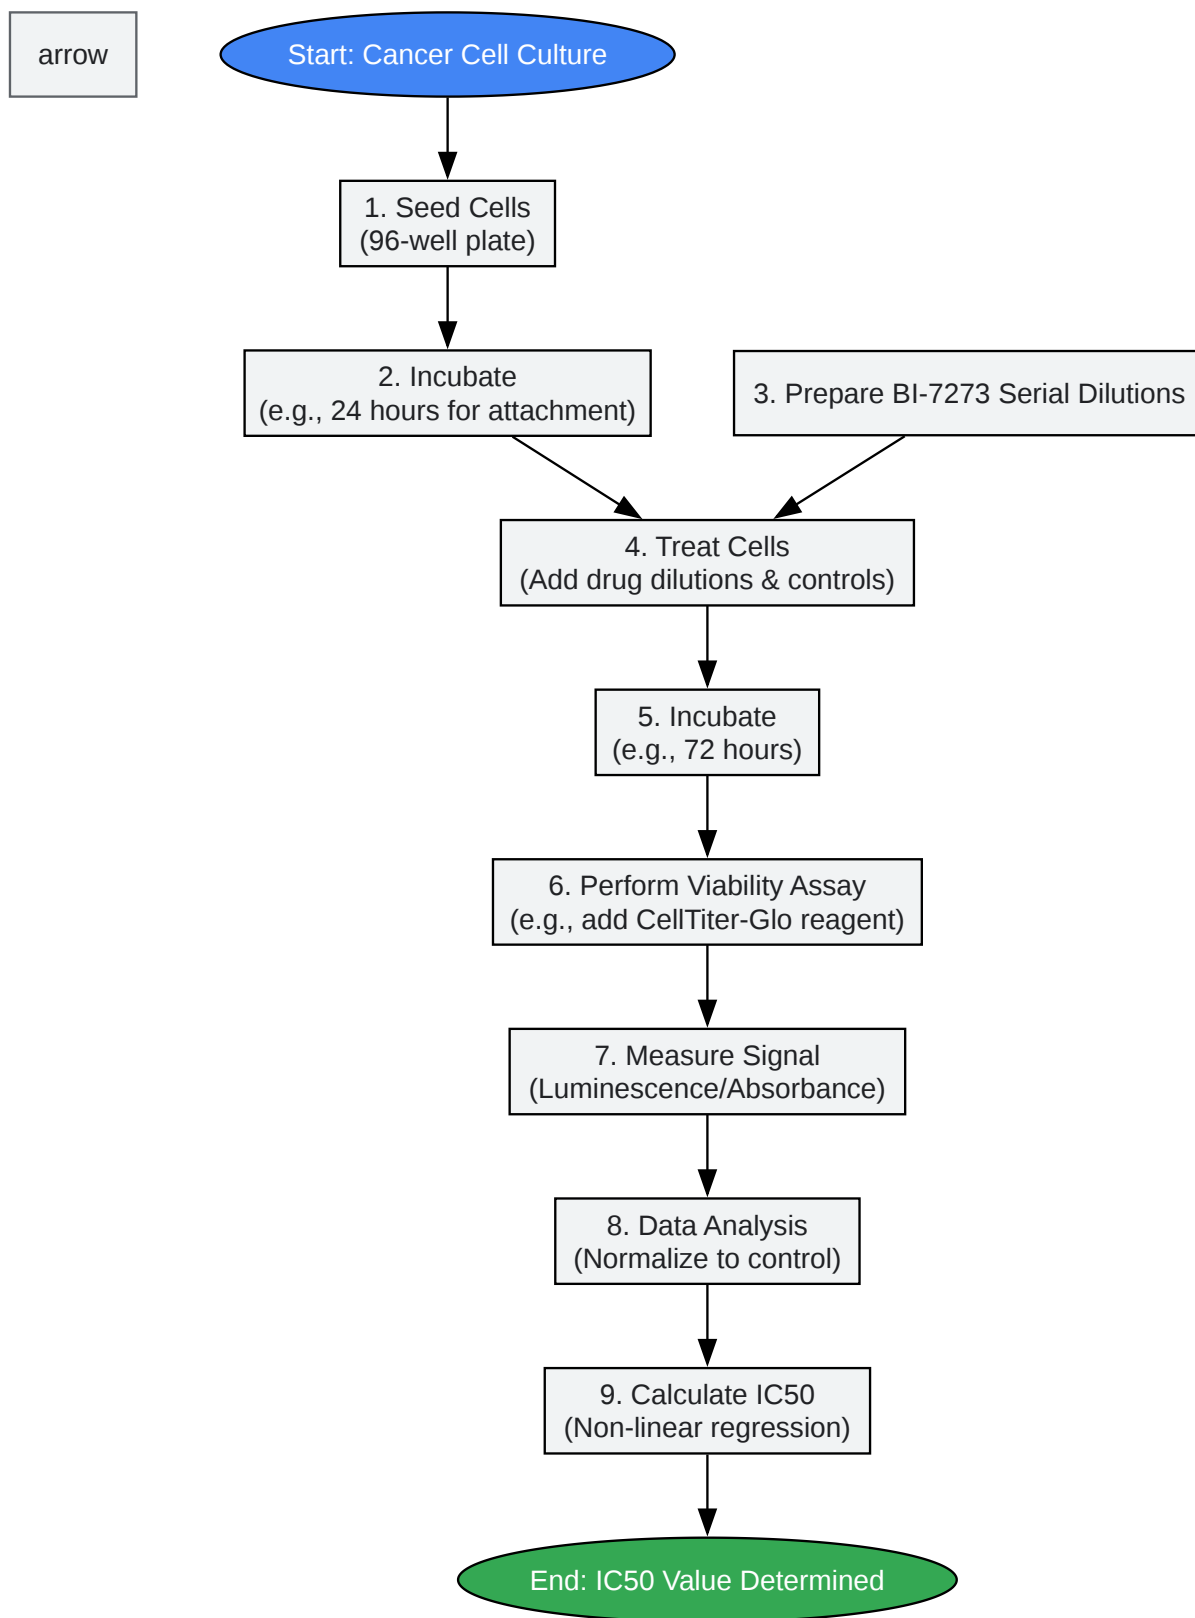 arrow
Start: Cancer Cell Culture
1. Seed Cells
(96-well plate)
2. Incubate
(e.g., 24 hours for attachment)
3. Prepare BI-7273 Serial Dilutions
4. Treat Cells
(Add drug dilutions & controls)
5. Incubate
(e.g., 72 hours)
6. Perform Viability Assay
(e.g., add CellTiter-Glo reagent)
7. Measure Signal
(Luminescence/Absorbance)
8. Data Analysis
(Normalize to control)
9. Calculate IC50
(Non-linear regression)
End: IC50 Value Determined